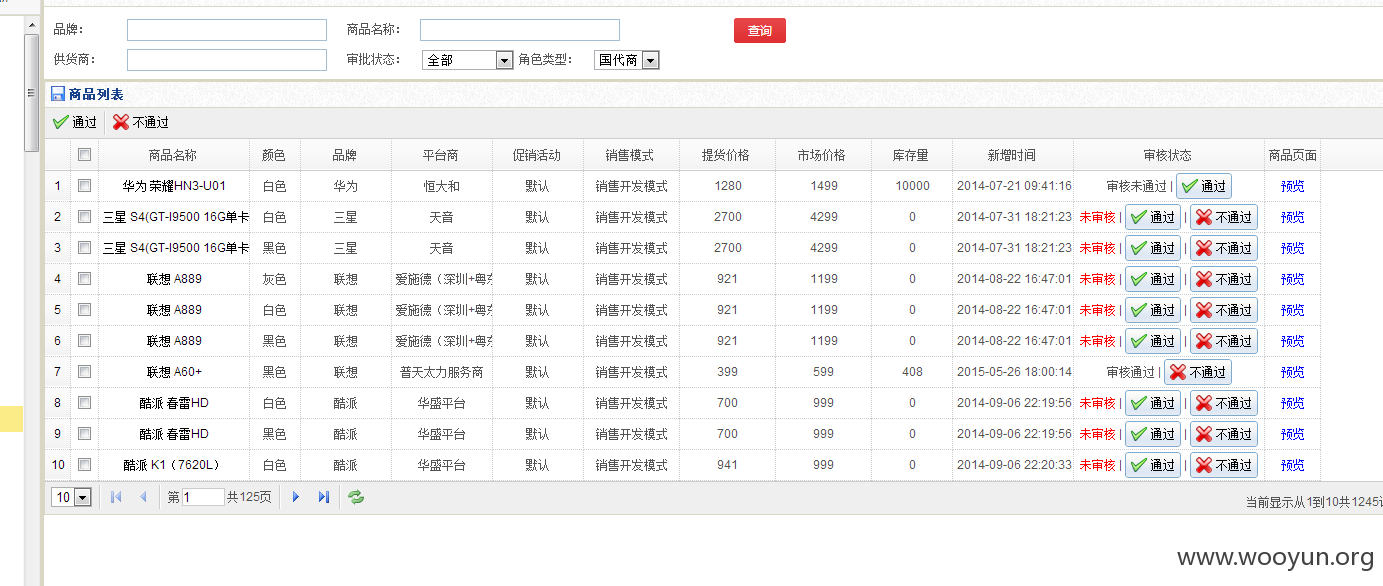 品牌： 商品名称： 查询
供货商： 审批状态： 全部 角色类型： 国代商
商品列表
通过 不通过
商品名称 颜色 品牌 平台商 促销活动 销售模式 提货价格 市场价格 库存量 新增时间 审核状态 商品页面
1 华为 荣耀HN3-U01 白色 华为 恒大和 默认 销售开发模式 1280 1499 10000 2014-07-21 09:41:16 审核未通过 | 通过 预览
2 三星 S4(GT-I9500 16G单卡 白色 三星 天音 默认 销售开发模式 2700 4299 0 2014-07-31 18:21:23 未审核 | 通过 | 不通过 预览
3 三星 S4(GT-I9500 16G单卡 黑色 三星 天音 默认 销售开发模式 2700 4299 0 2014-07-31 18:21:23 未审核 | 通过 | 不通过 预览
4 联想 A889 灰色 联想 爱施德（深圳+粤东 默认 销售开发模式 921 1199 0 2014-08-22 16:47:01 未审核 | 通过 | 不通过 预览
5 联想 A889 白色 联想 爱施德（深圳+粤东 默认 销售开发模式 921 1199 0 2014-08-22 16:47:01 未审核 | 通过 | 不通过 预览
6 联想 A889 黑色 联想 爱施德（深圳+粤东 默认 销售开发模式 921 1199 0 2014-08-22 16:47:01 未审核 | 通过 | 不通过 预览
7 联想 A60+ 黑色 联想 普天太力服务商 默认 销售开发模式 399 599 408 2015-05-26 18:00:14 审核通过 | 不通过 预览
8 酷派 春雷HD 白色 酷派 华盛平台 默认 销售开发模式 700 999 0 2014-09-06 22:19:56 未审核 | 通过 | 不通过 预览
9 酷派 春雷HD 黑色 酷派 华盛平台 默认 销售开发模式 700 999 0 2014-09-06 22:19:56 未审核 | 通过 | 不通过 预览
10 酷派 K1（7620L） 白色 酷派 华盛平台 默认 销售开发模式 941 999 0 2014-09-06 22:20:33 未审核 | 通过 | 不通过 预览
10 第 1 共125页 当前显示从1到10共1245
www.wooyun.org